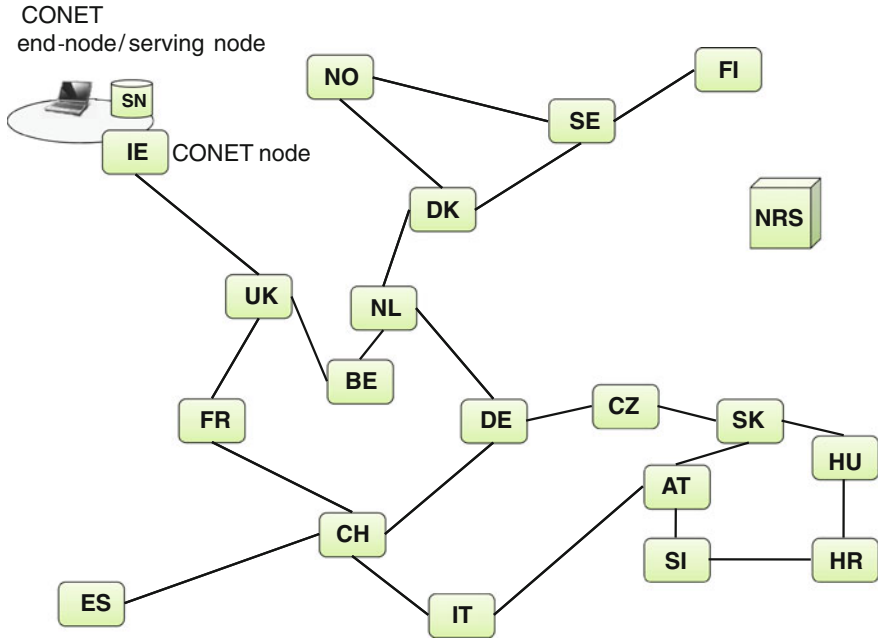 CONET
end-node/serving node
SN
NO
FI
SE
IE
CONET node
DK
NRS
UK
NL
BE
FR
DE
CZ
SK
HU
AT
CH
SI
HR
ES
IT